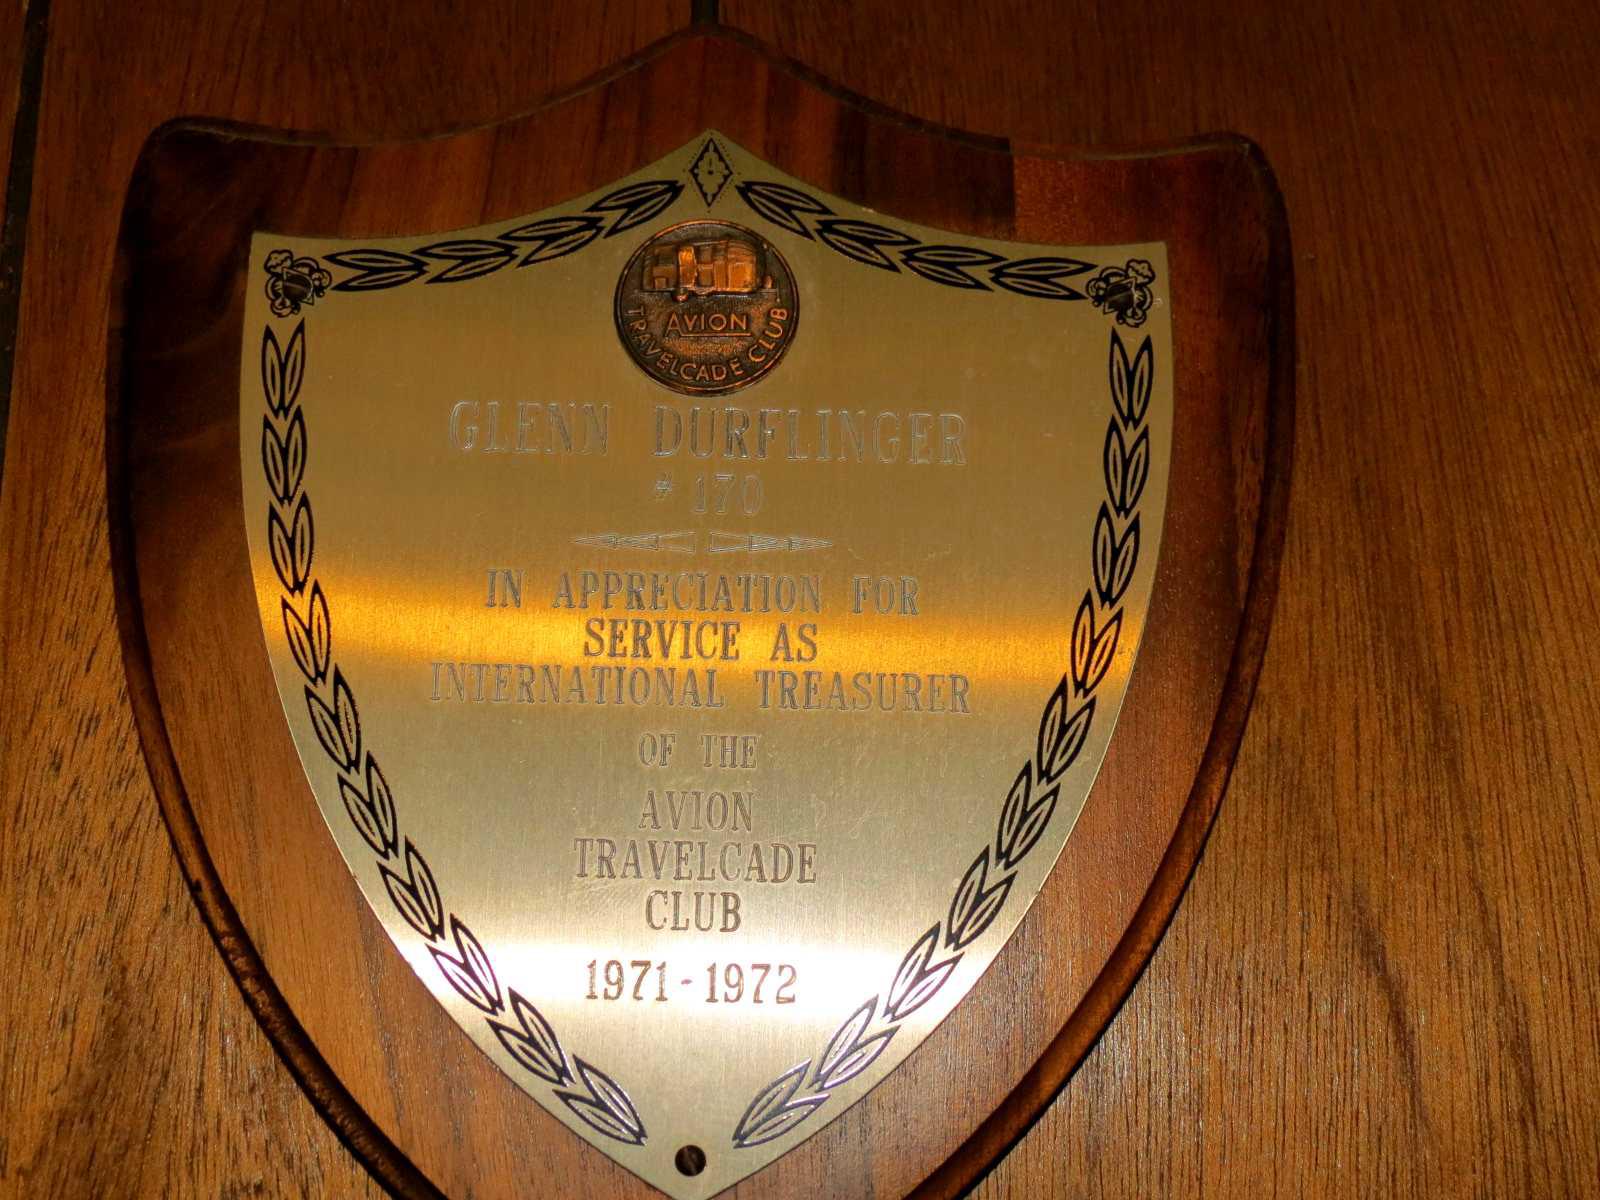 AVION
TRAVELCADE CLUB
GLENN DURFLINGER
# 170
IN APPRECIATION FOR
SERVICE AS
INTERNATIONAL TREASURER
OF THE
AVION
TRAVELCADE
CLUB
1971-1972